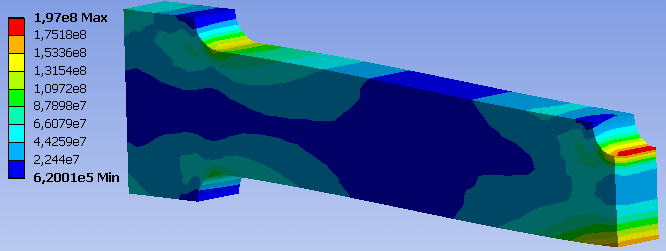 1,97e8 Max
1,7518e8
1,5336e8
1,3154e8
1,0972e8
8,7898e7
6,6079e7
4,4259e7
2,244e7
6,2001e5 Min